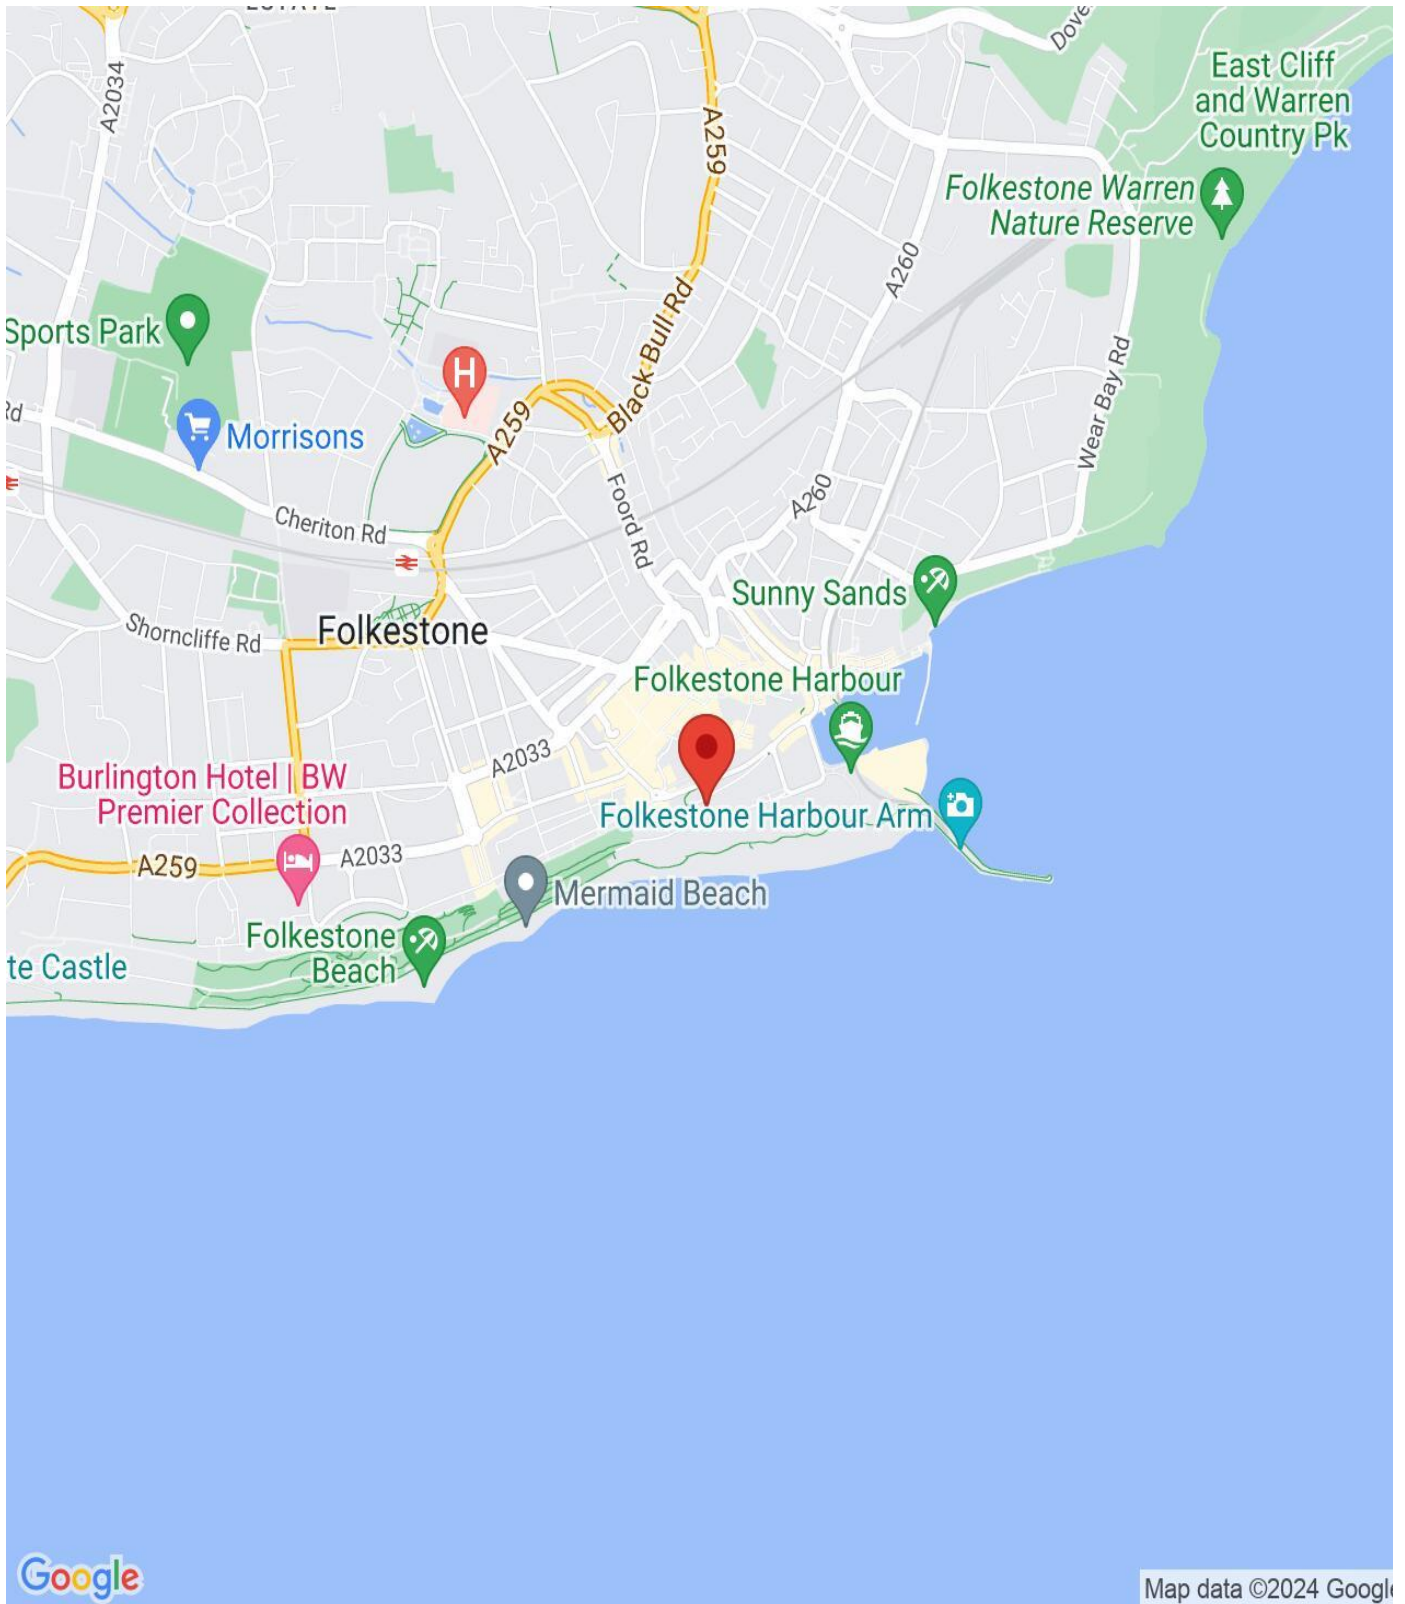 A2034
A259
Dove
East Cliff
and Warren
Country Pk
Folkestone Warren
Nature Reserve
A260
Sports Park
H
Black Bull Rd
Rd
Morrisons
A259
Wear Bay Rd
Foord Rd
A260
Cheriton Rd
Sunny Sands
Shorncliffe Rd
Folkestone
Folkestone Harbour
A2033
Burlington Hotel | BW
Premier Collection
Folkestone Harbour Arm
A259
A2033
Mermaid Beach
Folkestone
Beach
te Castle
Google
Map data ©2024 Google